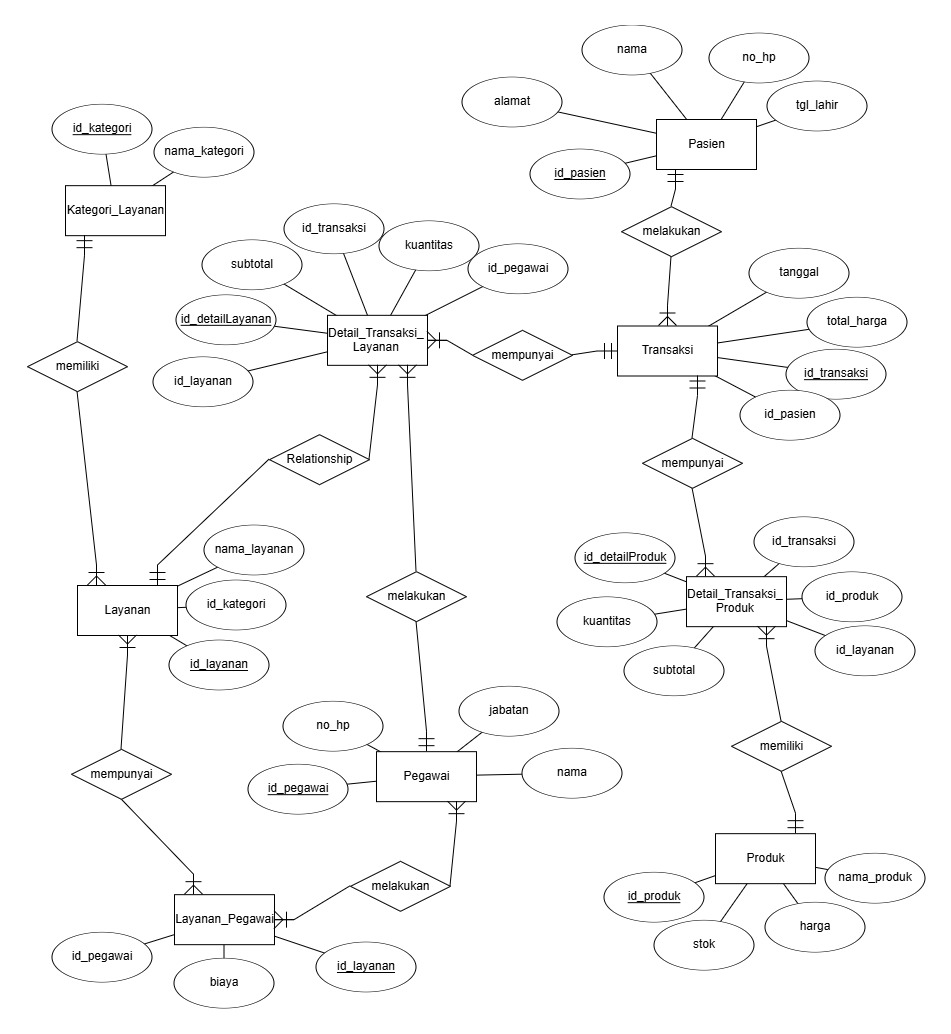 nama
no_hp
alamat
tgl_lahir
id_kategori
Pasien
nama_kategori
id_pasien
Kategori_Layanan
id_transaksi
melakukan
kuantitas
subtotal
id_pegawai
tanggal
id_detailLayanan
total_harga
Detail_Transaksi_
Layanan
Transaksi
mempunyai
memiliki
id_layanan
id_transaksi
id_pasien
Relationship
mempunyai
id_transaksi
nama_layanan
id_detailProduk
Detail_Transaksi_
Produk
id_produk
melakukan
id_kategori
Layanan
kuantitas
id_layanan
id_layanan
subtotal
jabatan
no_hp
memiliki
mempunyai
Pegawai
nama
id_pegawai
Produk
nama_produk
melakukan
id_produk
Layanan_Pegawai
harga
stok
id_pegawai
id_layanan
biaya